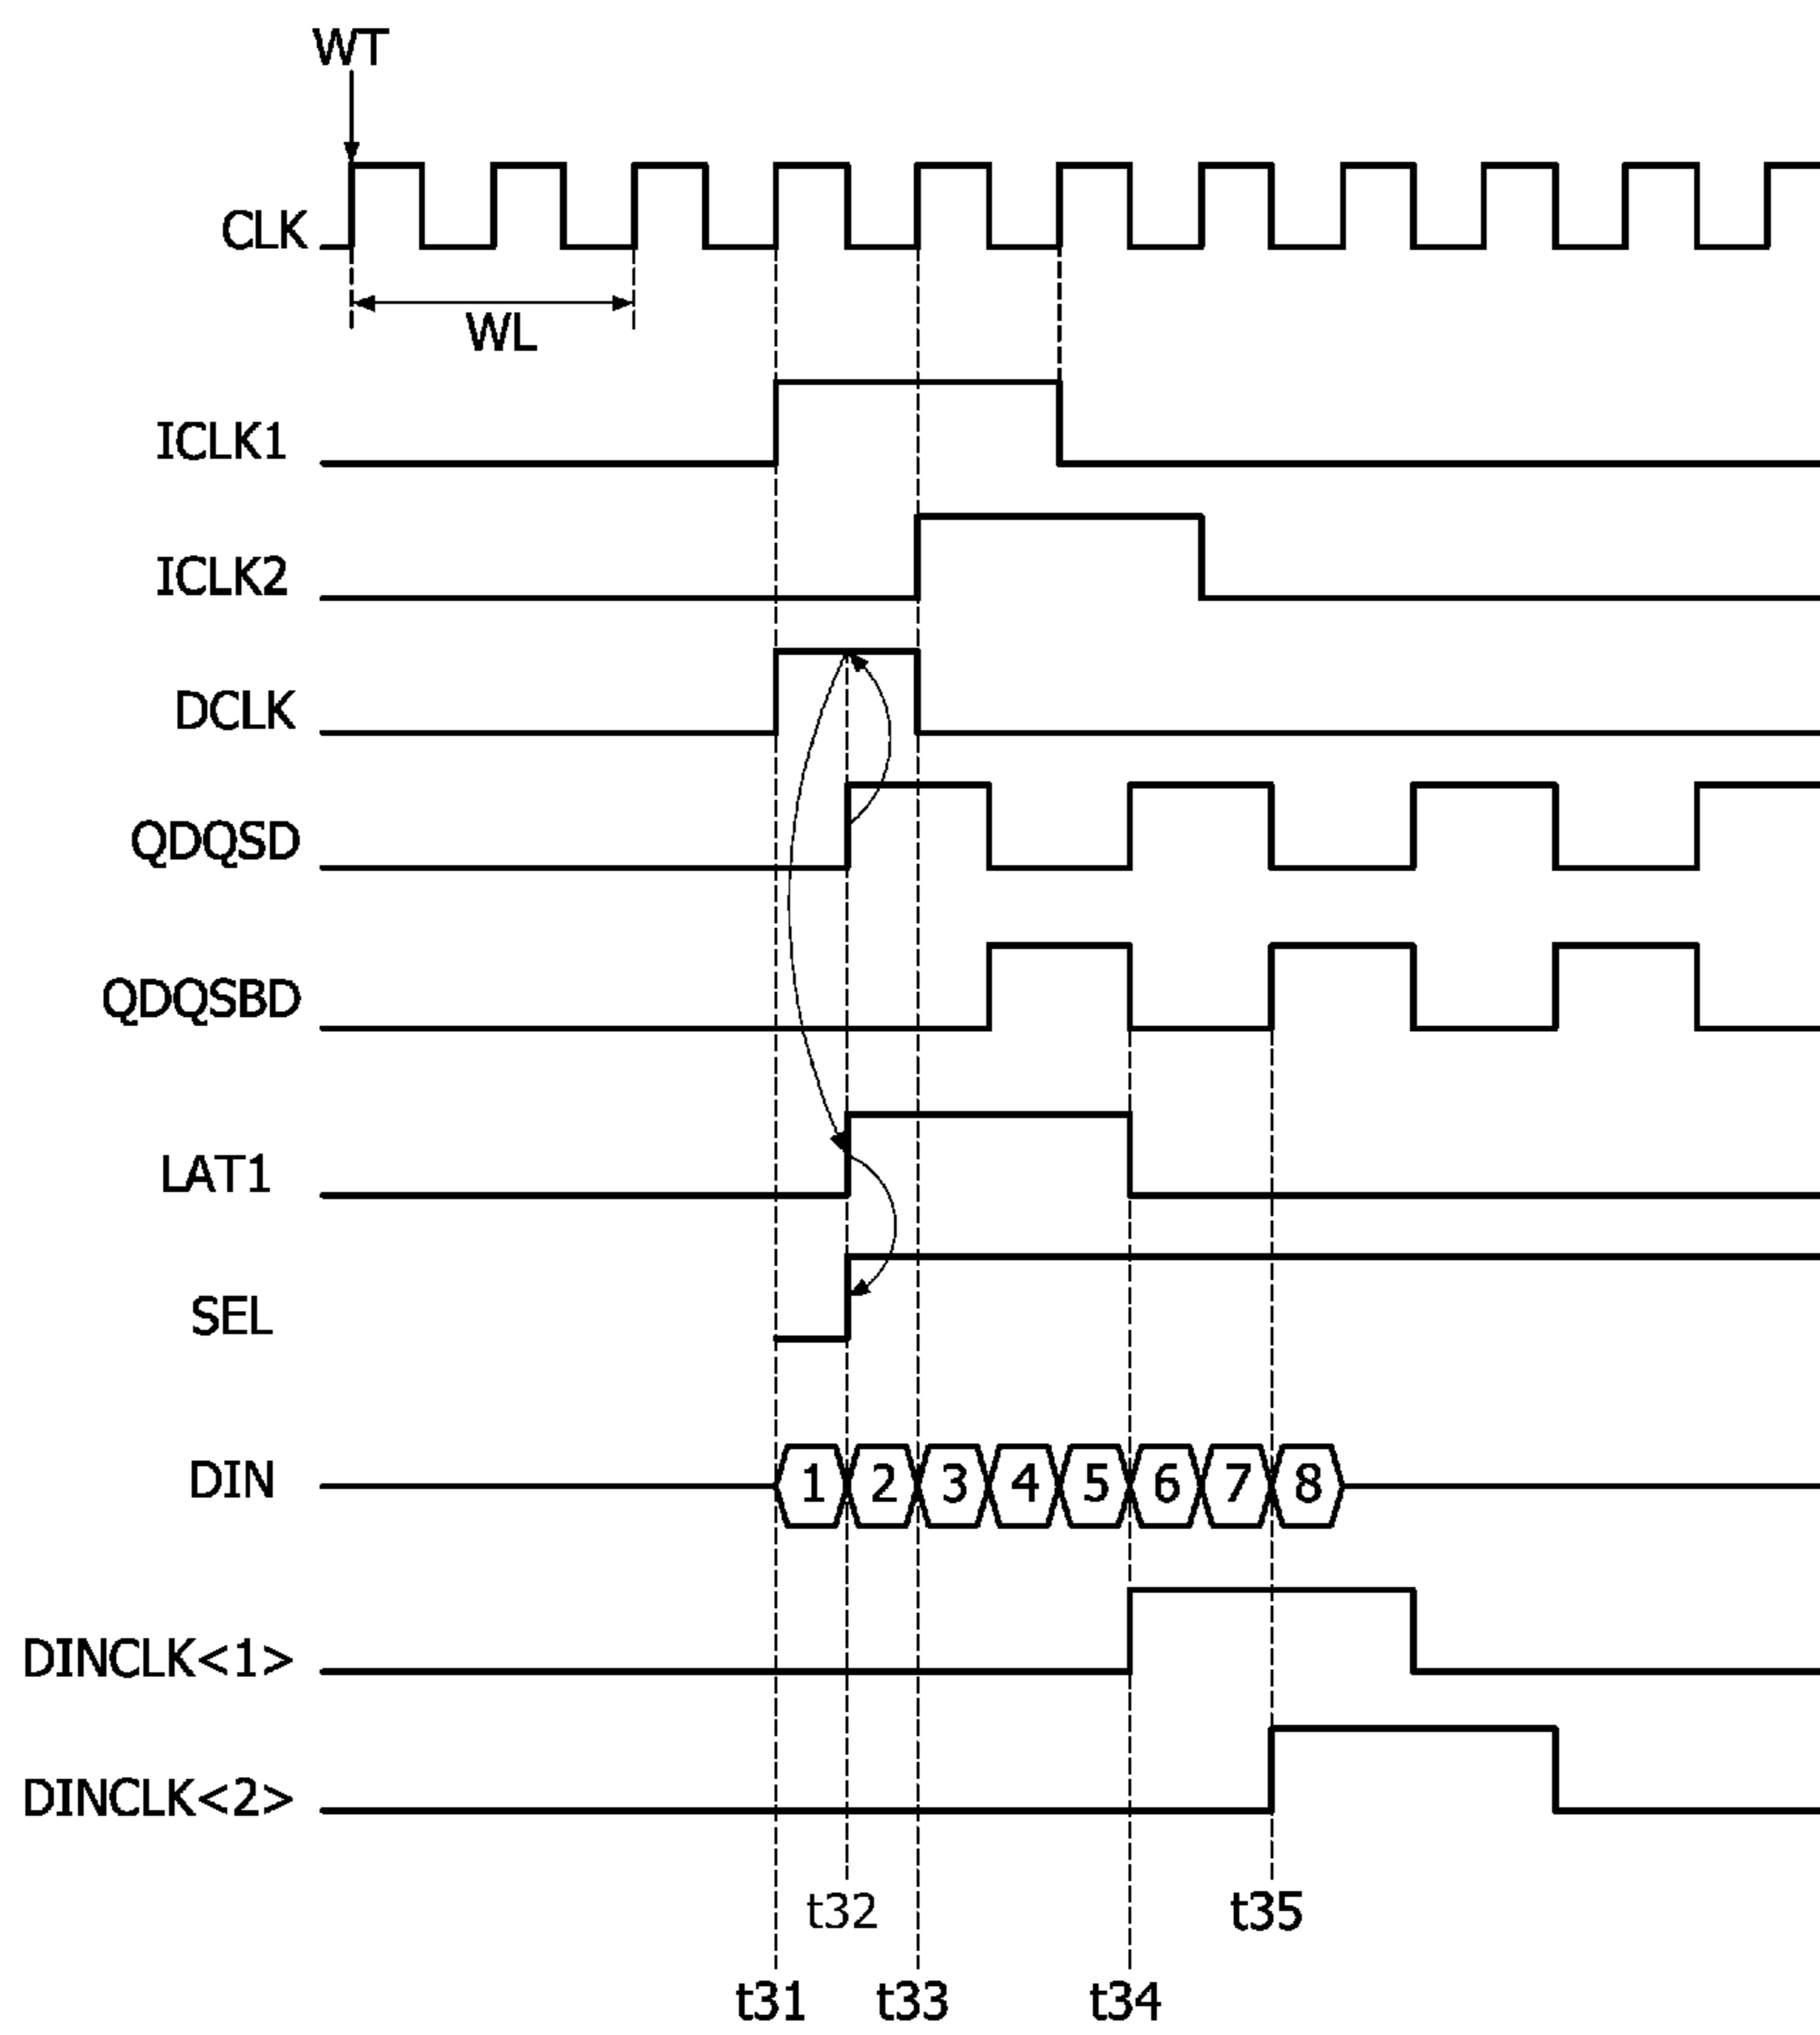 WT
CLK
WL
ICLK1
ICLK2
DCLK
QDQSD
QDQSBD
LAT1
SEL
DIN 1 2 3 4 5 6 7 8
DINCLK<1>
DINCLK<2>
t32 t35
t31 t33 t34